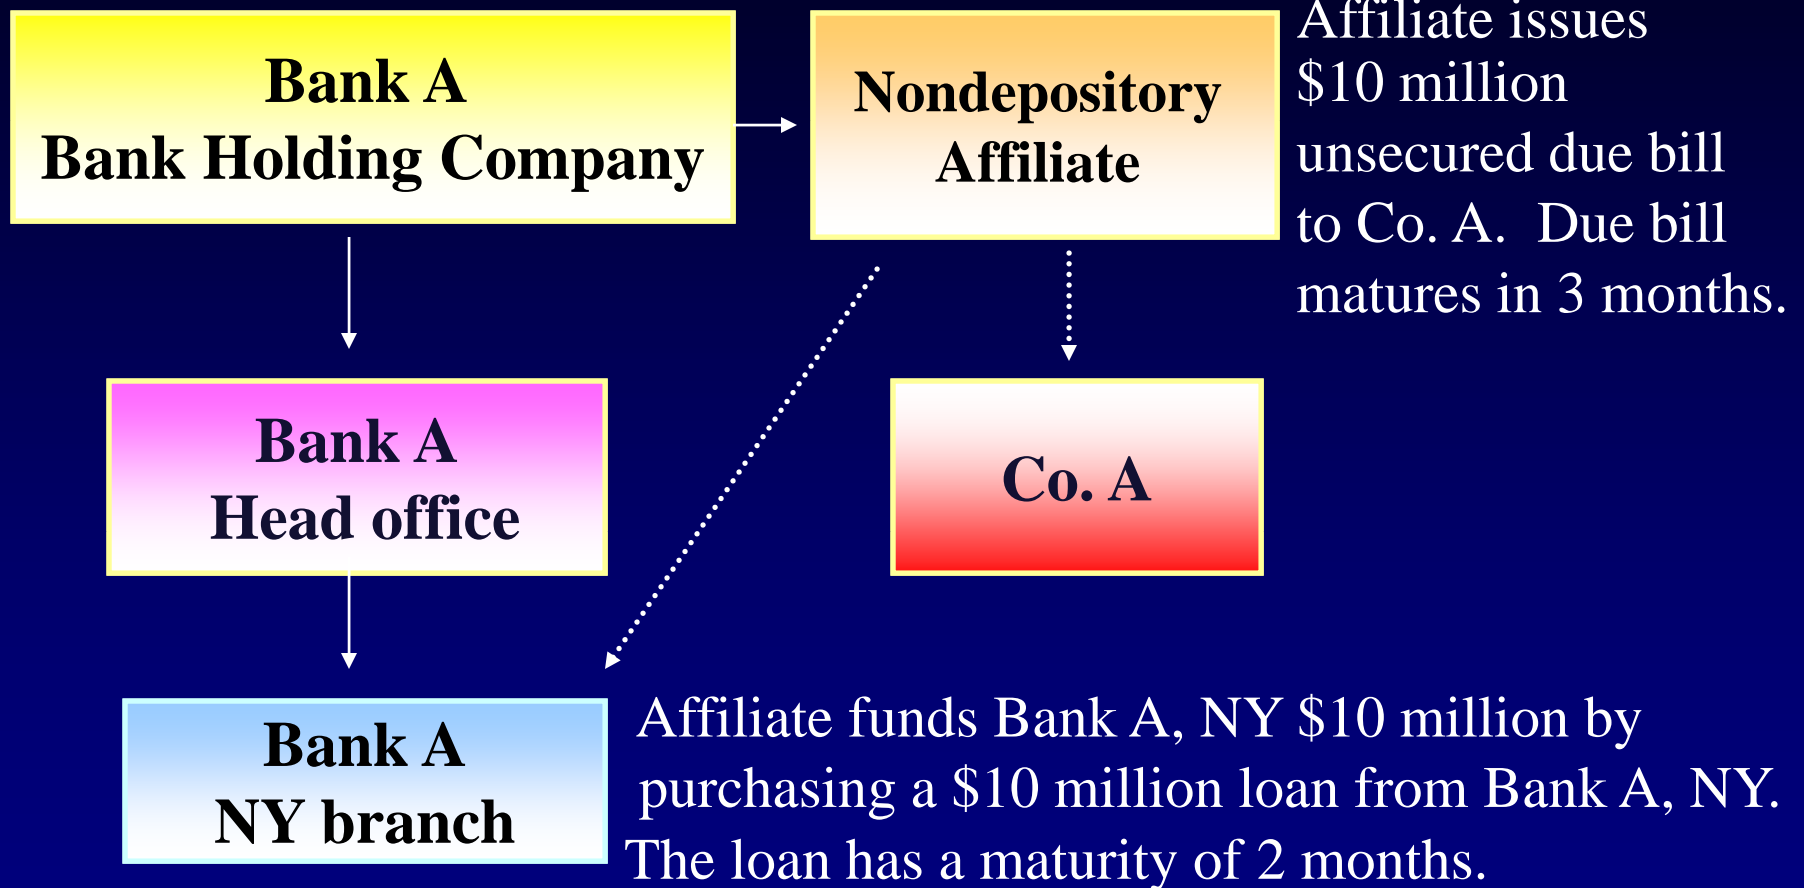 Bank A
Bank Holding Company
Nondepository
Affiliate
Affiliate issues
$10 million
unsecured due bill
to Co. A.  Due bill
matures in 3 months.
Bank A
Head office
Co. A
Bank A
NY branch
Affiliate funds Bank A, NY $10 million by
purchasing a $10 million loan from Bank A, NY.
The loan has a maturity of 2 months.